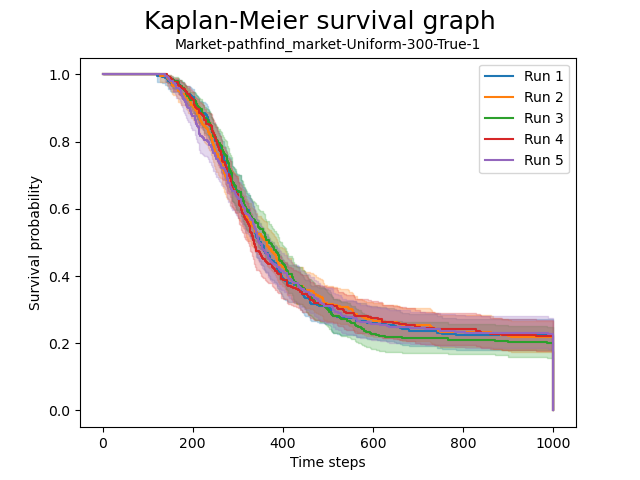 Kaplan-Meier survival graph
Market-pathfind_market-Uniform-300-True-1
Run 1
Run 2
Run 3
Run 4
Run 5
Survival probability
1.0
0.8
0.6
0.4
0.2
0.0
0 200 400 600 800 1000
Time steps